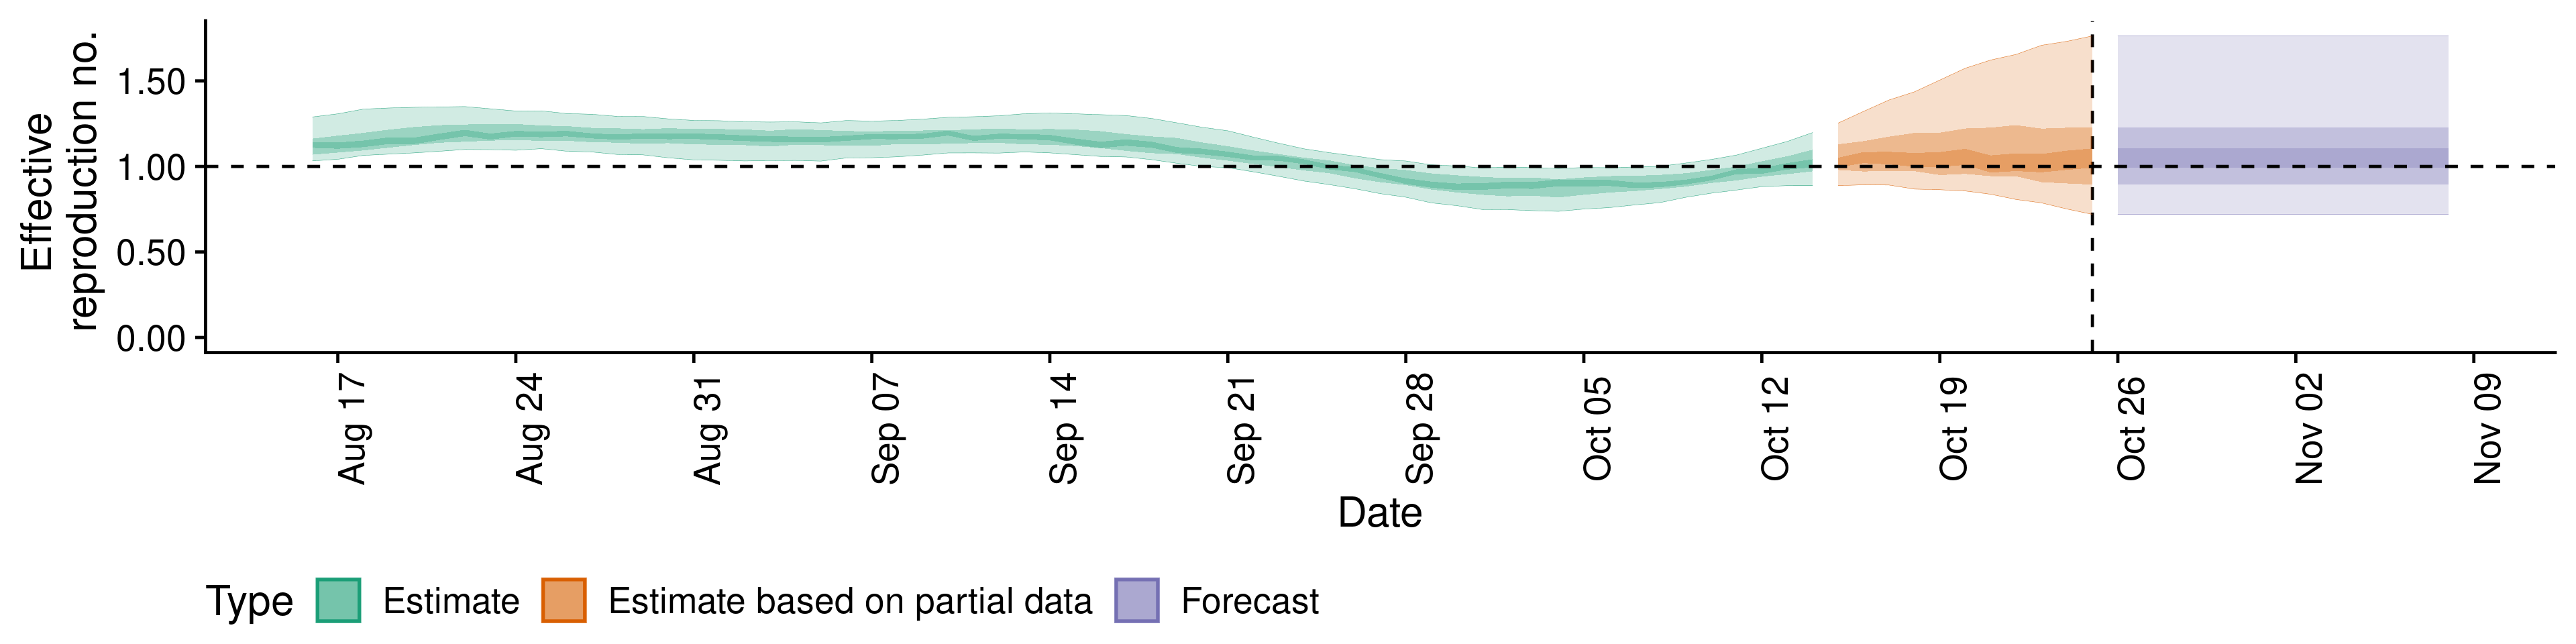 Effective
reproduction no.
1.50
1.00
0.50
0.00
Aug 17
Aug 24
Aug 31
Sep 07
Sep 14
Sep 21
Sep 28
Oct 05
Oct 12
Oct 19
Oct 26
Nov 02
Nov 09
Date
Type Estimate Estimate based on partial data Forecast